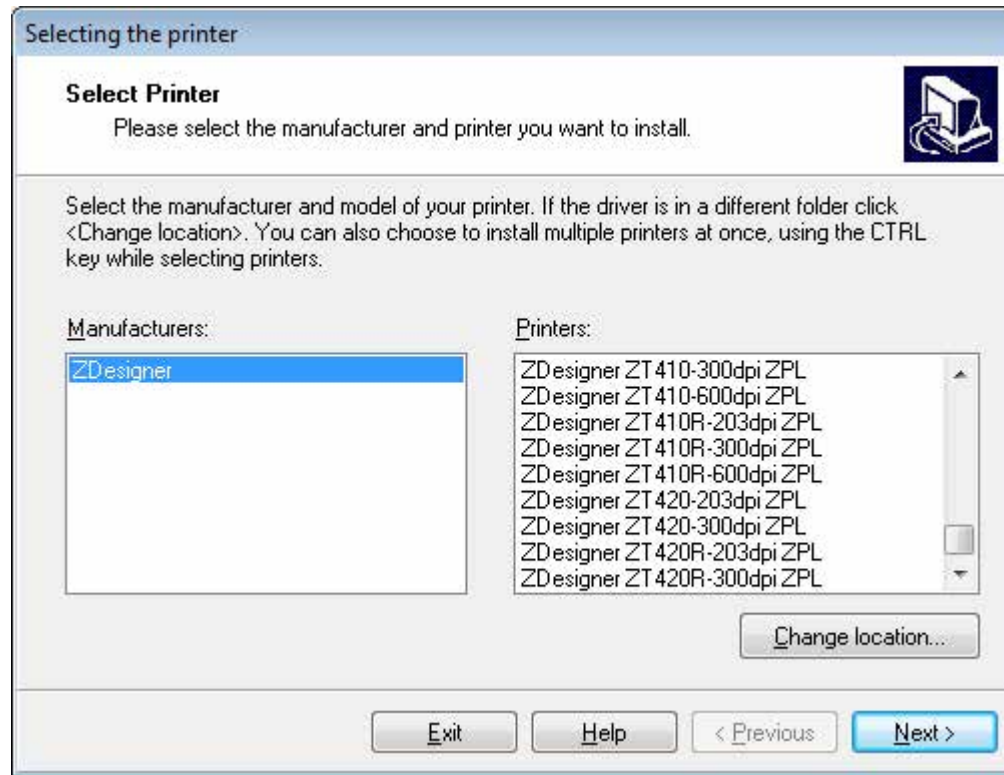 Selecting the printer
Select Printer
Please select the manufacturer and printer you want to install.
Select the manufacturer and model of your printer. If the driver is in a different folder click
<Change location>. You can also choose to install multiple printers at once, using the CTRL
key while selecting printers.
Manufacturers:
ZDesigner
Printers:
ZDesigner ZT410-300dpi ZPL
ZDesigner ZT410-600dpi ZPL
ZDesigner ZT410R-203dpi ZPL
ZDesigner ZT410R-300dpi ZPL
ZDesigner ZT410R-600dpi ZPL
ZDesigner ZT420-203dpi ZPL
ZDesigner ZT420-300dpi ZPL
ZDesigner ZT420R-203dpi ZPL
ZDesigner ZT420R-300dpi ZPL
Change location...
Exit
Help
< Previous
Next >